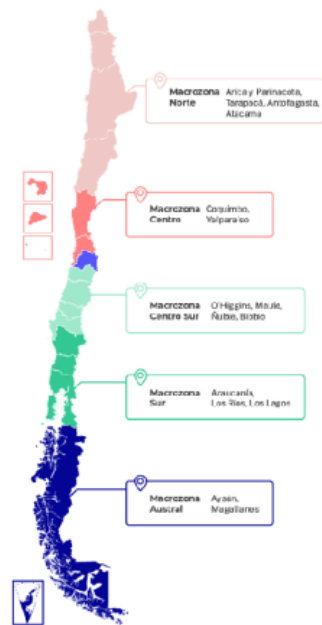 Macrozona Norte
Arica y Parinacota,
Tarapacá, Antofagasta,
Atacama
Macrozona Centro
Coquimbo,
Valparaíso
Macrozona Centro Sur
O'Higgins, Maule,
Ñuble, Biobío
Macrozona Sur
Araucanía,
Los Ríos, Los Lagos
Macrozona Austral
Aysén,
Magallanes